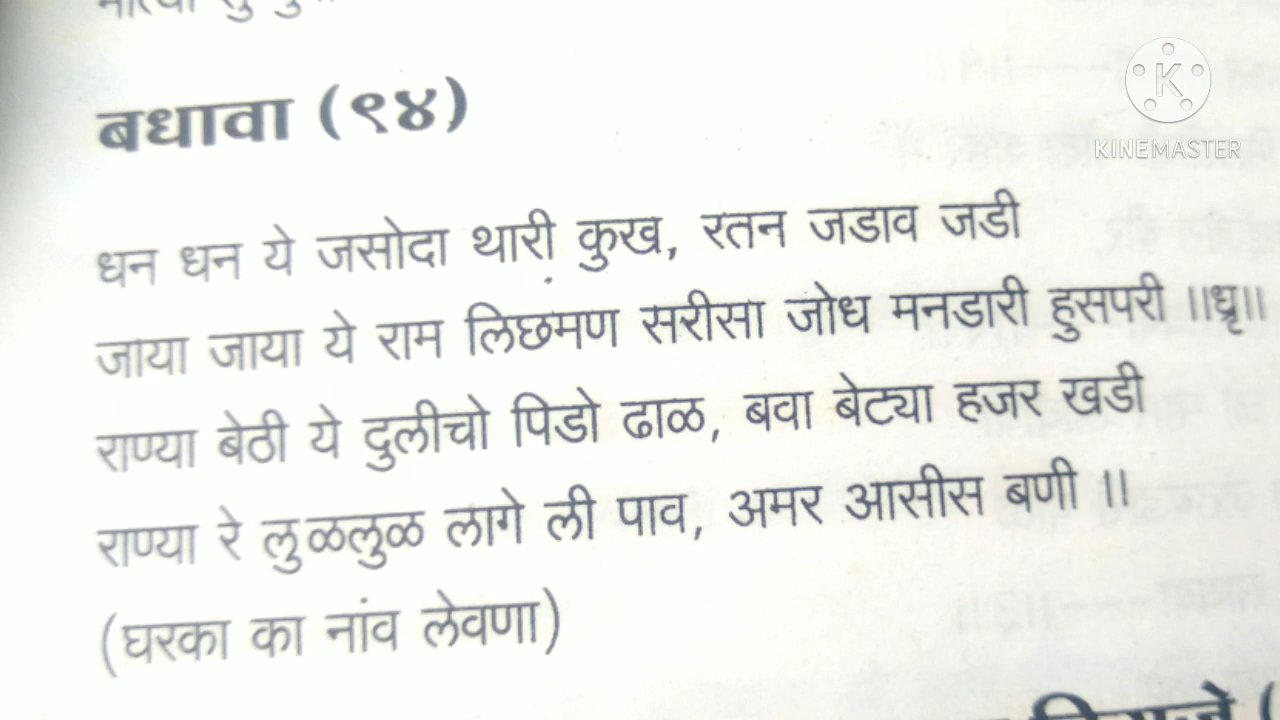 बधावा (१४)
धन धन ये जसोदा थारी कुख, रतन जडाव जडी
जाया जाया ये राम लिछमण सरीसा जोध मनडारी हुसपरी ।।धृ।।
राण्या बेठी ये दुलीचो पिडो ढाळ, बवा बेट्या हजर खडी
राण्या रे लुळलुळ लागे ली पाव, अमर आसीस बणी ।।
(घरका का नांव लेवणा)
K
KINEMASTER